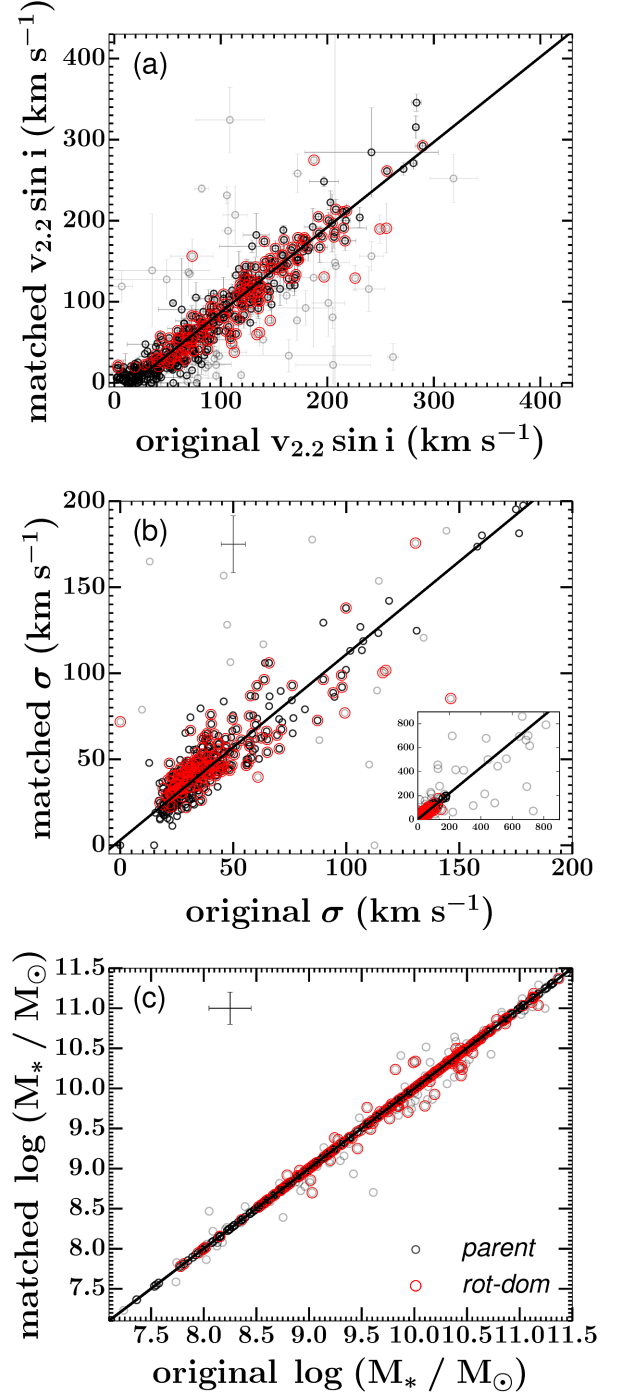 (a)
400
300
200
100
0
matched v2.2 sin i (km s−1)
0 100 200 300 400
original v2.2 sin i (km s−1)
(b)
200
150
100
50
0
matched σ (km s−1)
800
600
400
200
0
0 200 400 600 800
0 50 100 150 200
original σ (km s−1)
(c)
11.5
11.0
10.5
10.0
9.5
9.0
8.5
8.0
7.5
matched log (M* / M⊙)
parent
rot-dom
7.5 8.0 8.5 9.0 9.5 10.0 10.5 11.0 11.5
original log (M* / M⊙)